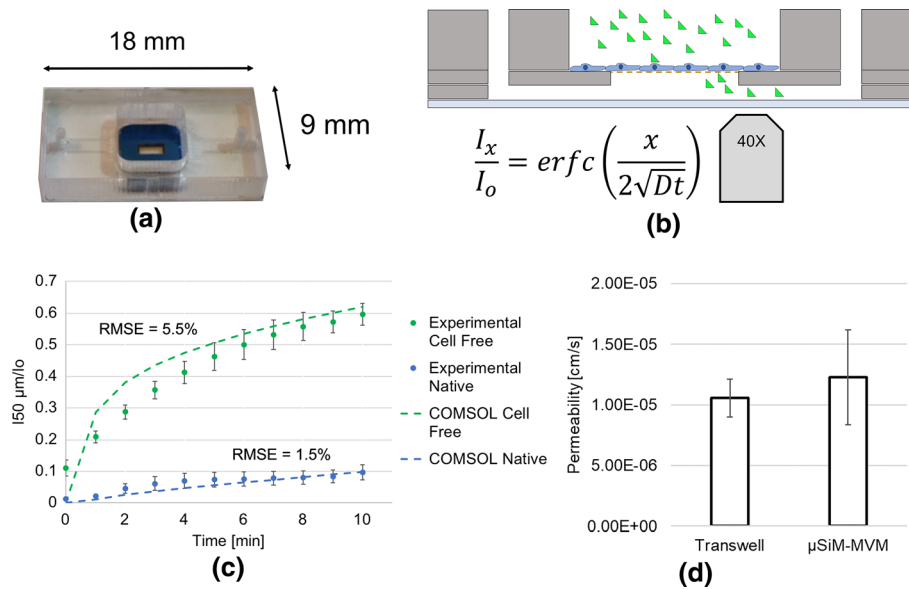 18 mm
9 mm
(a)
I_x/I_o = erfc(x/2√Dt)
40X
(b)
I50 µm/Io
0.7
0.6
0.5
0.4
0.3
0.2
0.1
0
0 2 4 6 8 10
Time [min]
RMSE = 5.5%
RMSE = 1.5%
Experimental
Cell Free
Experimental
Native
COMSOL Cell
Free
COMSOL Native
(c)
Permeability [cm/s]
2.00E-05
1.50E-05
1.00E-05
5.00E-06
0.00E+00
Transwell µSiM-MVM
(d)